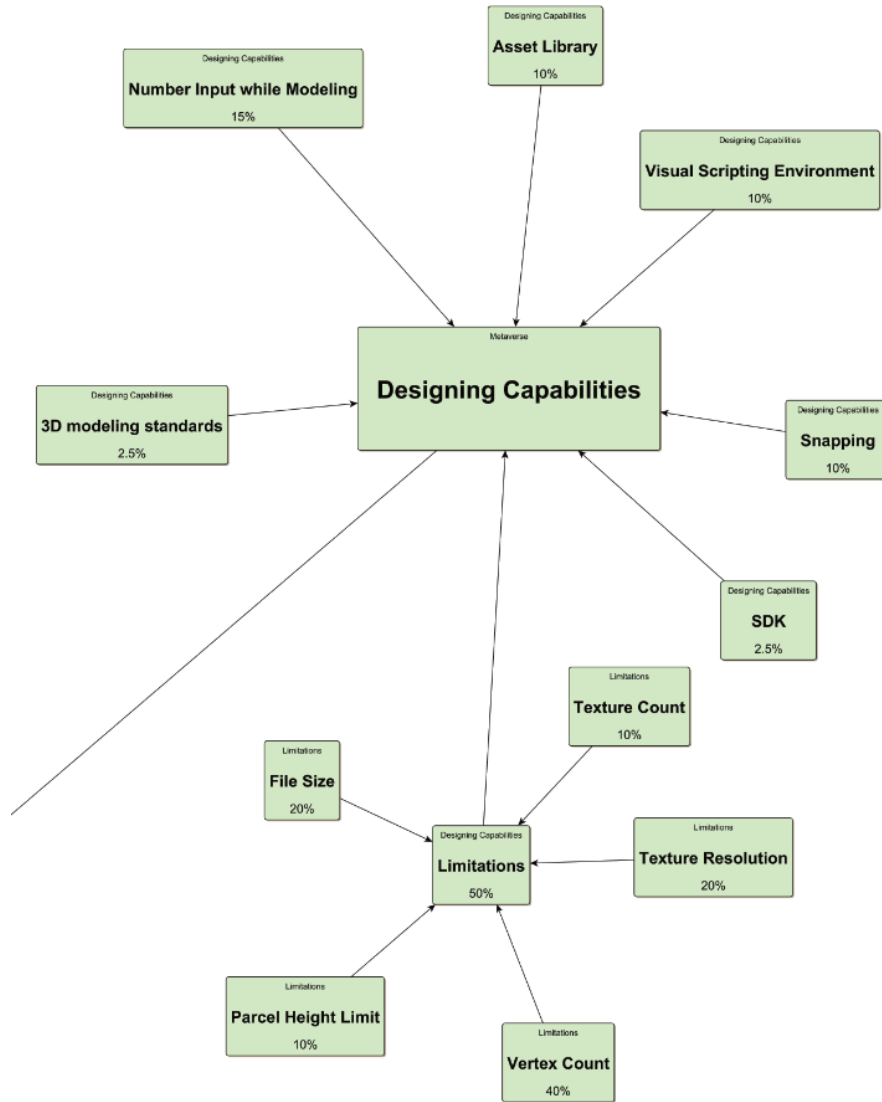 Designing Capabilities
Asset Library
10%
Designing Capabilities
Number Input while Modeling
15%
Designing Capabilities
Visual Scripting Environment
10%
Metaverse
Designing Capabilities
Designing Capabilities
3D modeling standards
2.5%
Designing Capabilities
Snapping
10%
Designing Capabilities
SDK
2.5%
Limitations
Texture Count
10%
Limitations
File Size
20%
Designing Capabilities
Limitations
50%
Limitations
Texture Resolution
20%
Limitations
Parcel Height Limit
10%
Limitations
Vertex Count
40%